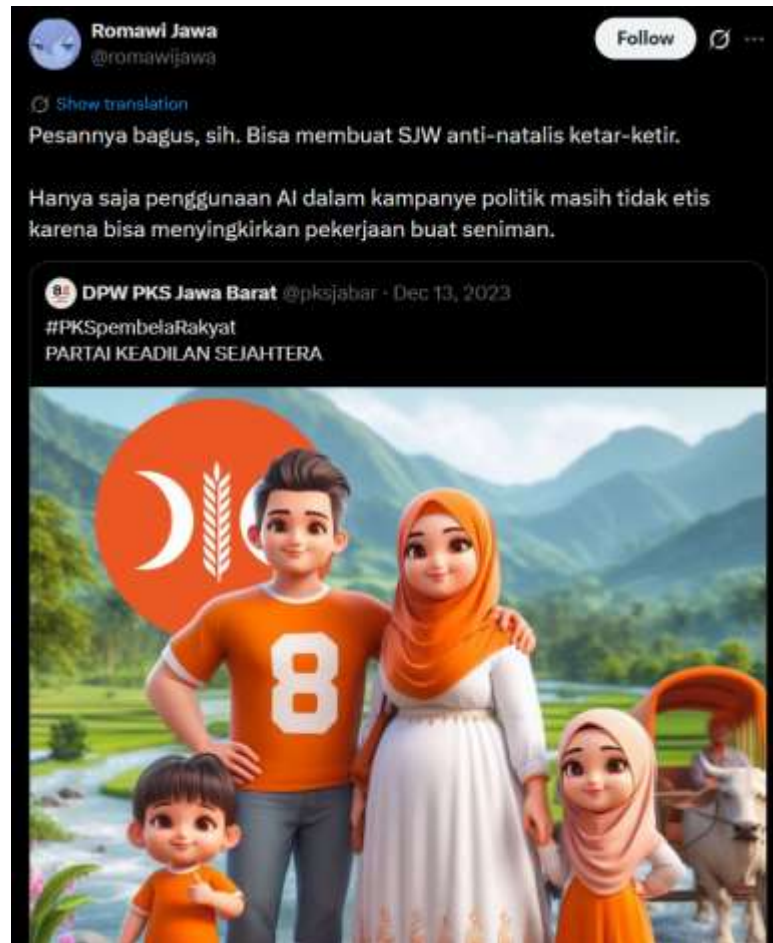 Romawi Jawa
@romawijawa
Follow
Show translation
Pesannya bagus, sih. Bisa membuat SJW anti-natalis ketar-ketir.
Hanya saja penggunaan AI dalam kampanye politik masih tidak etis
karena bisa menyingkirkan pekerjaan buat seniman.
DPW PKS Jawa Barat @pksjabar · Dec 13, 2023
#PKSpembelaRakyat
PARTAI KEADILAN SEJAHTERA
8